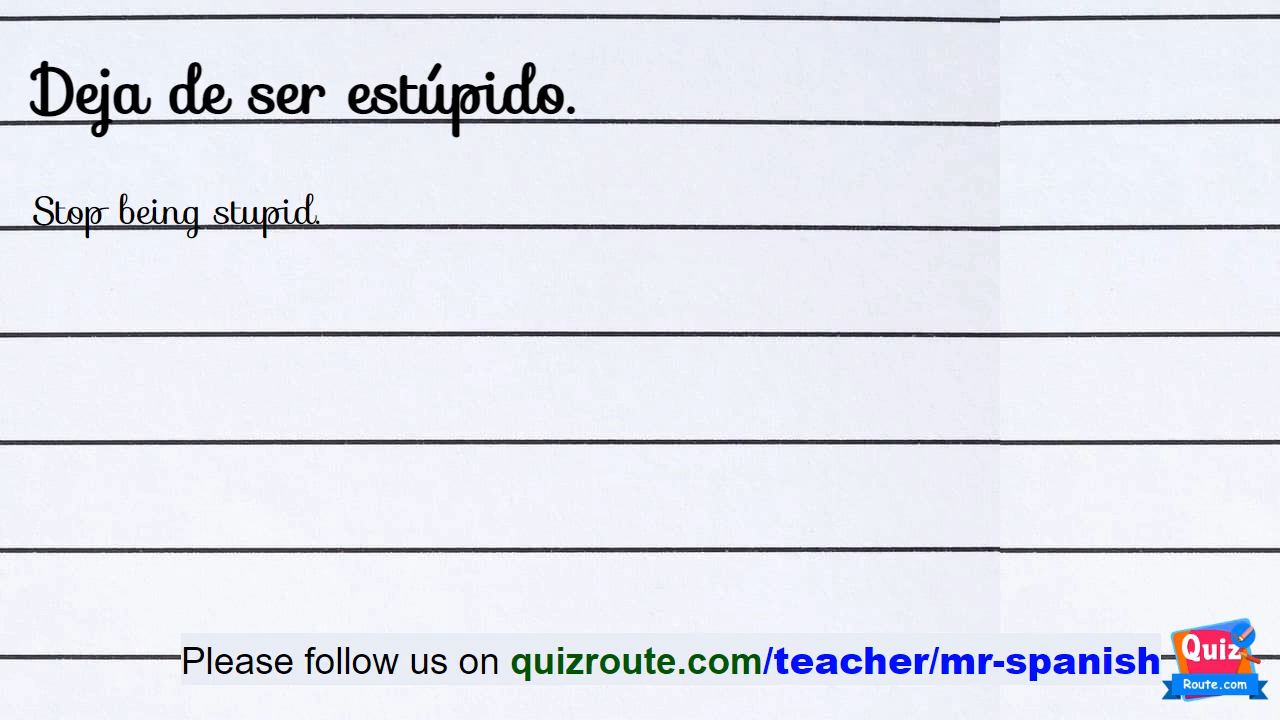 Deja de ser estúpido.
Stop being stupid.
Please follow us on quizroute.com/teacher/mr-spanish
Quiz
Route.com